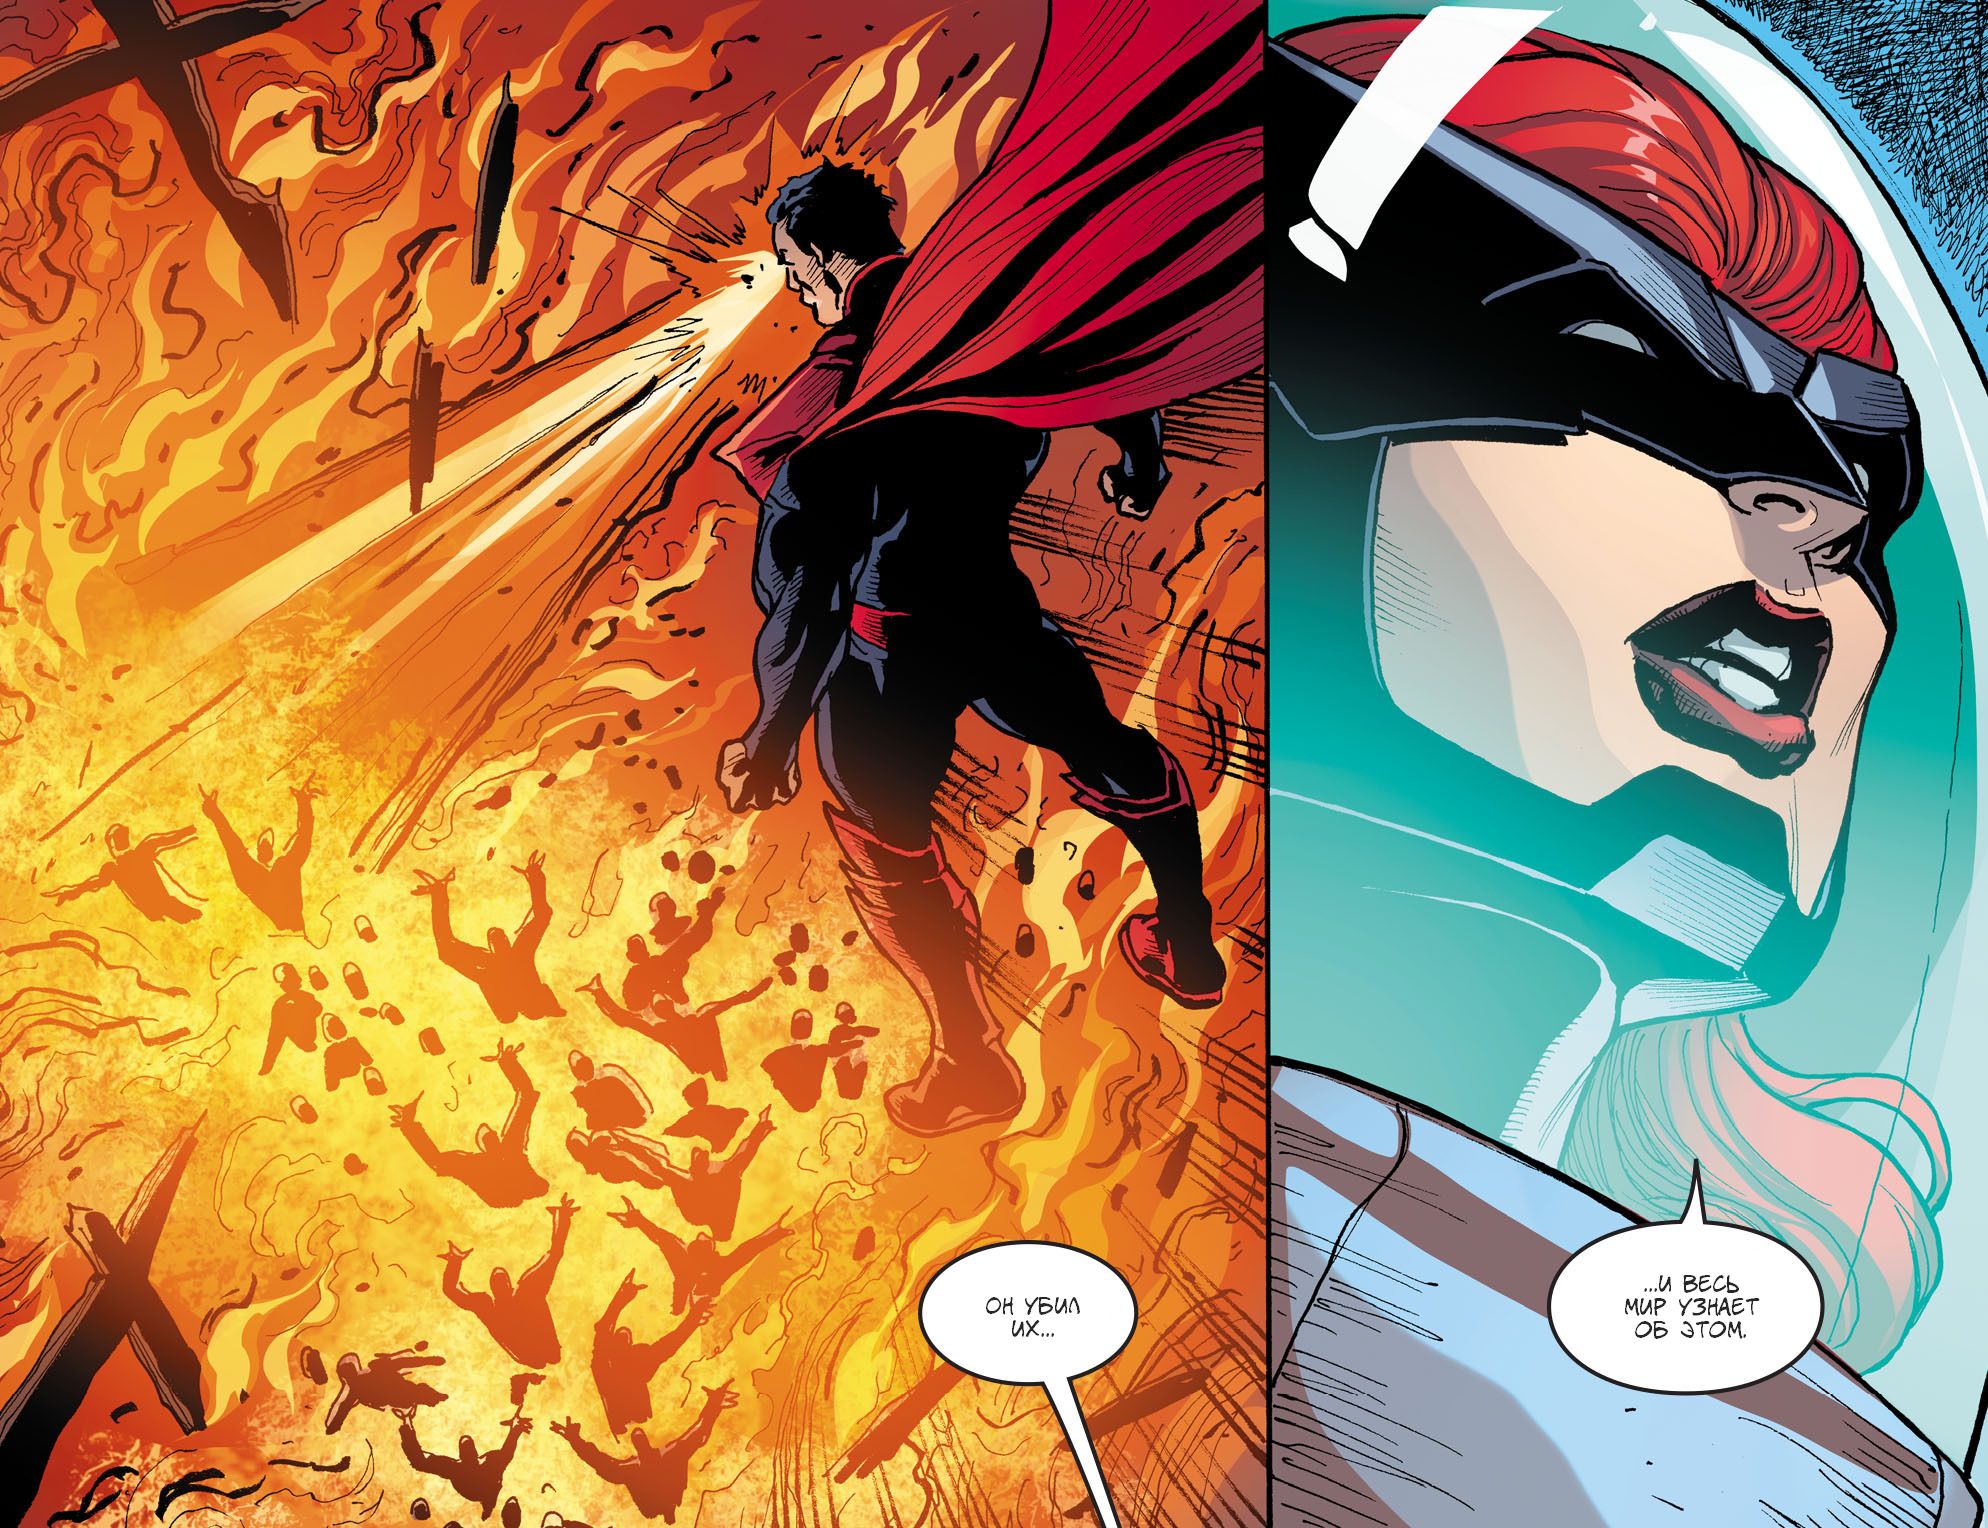 ОН УБИЛ
ИХ...
...И ВЕСЬ
МИР УЗНАЕТ
ОБ ЭТОМ.